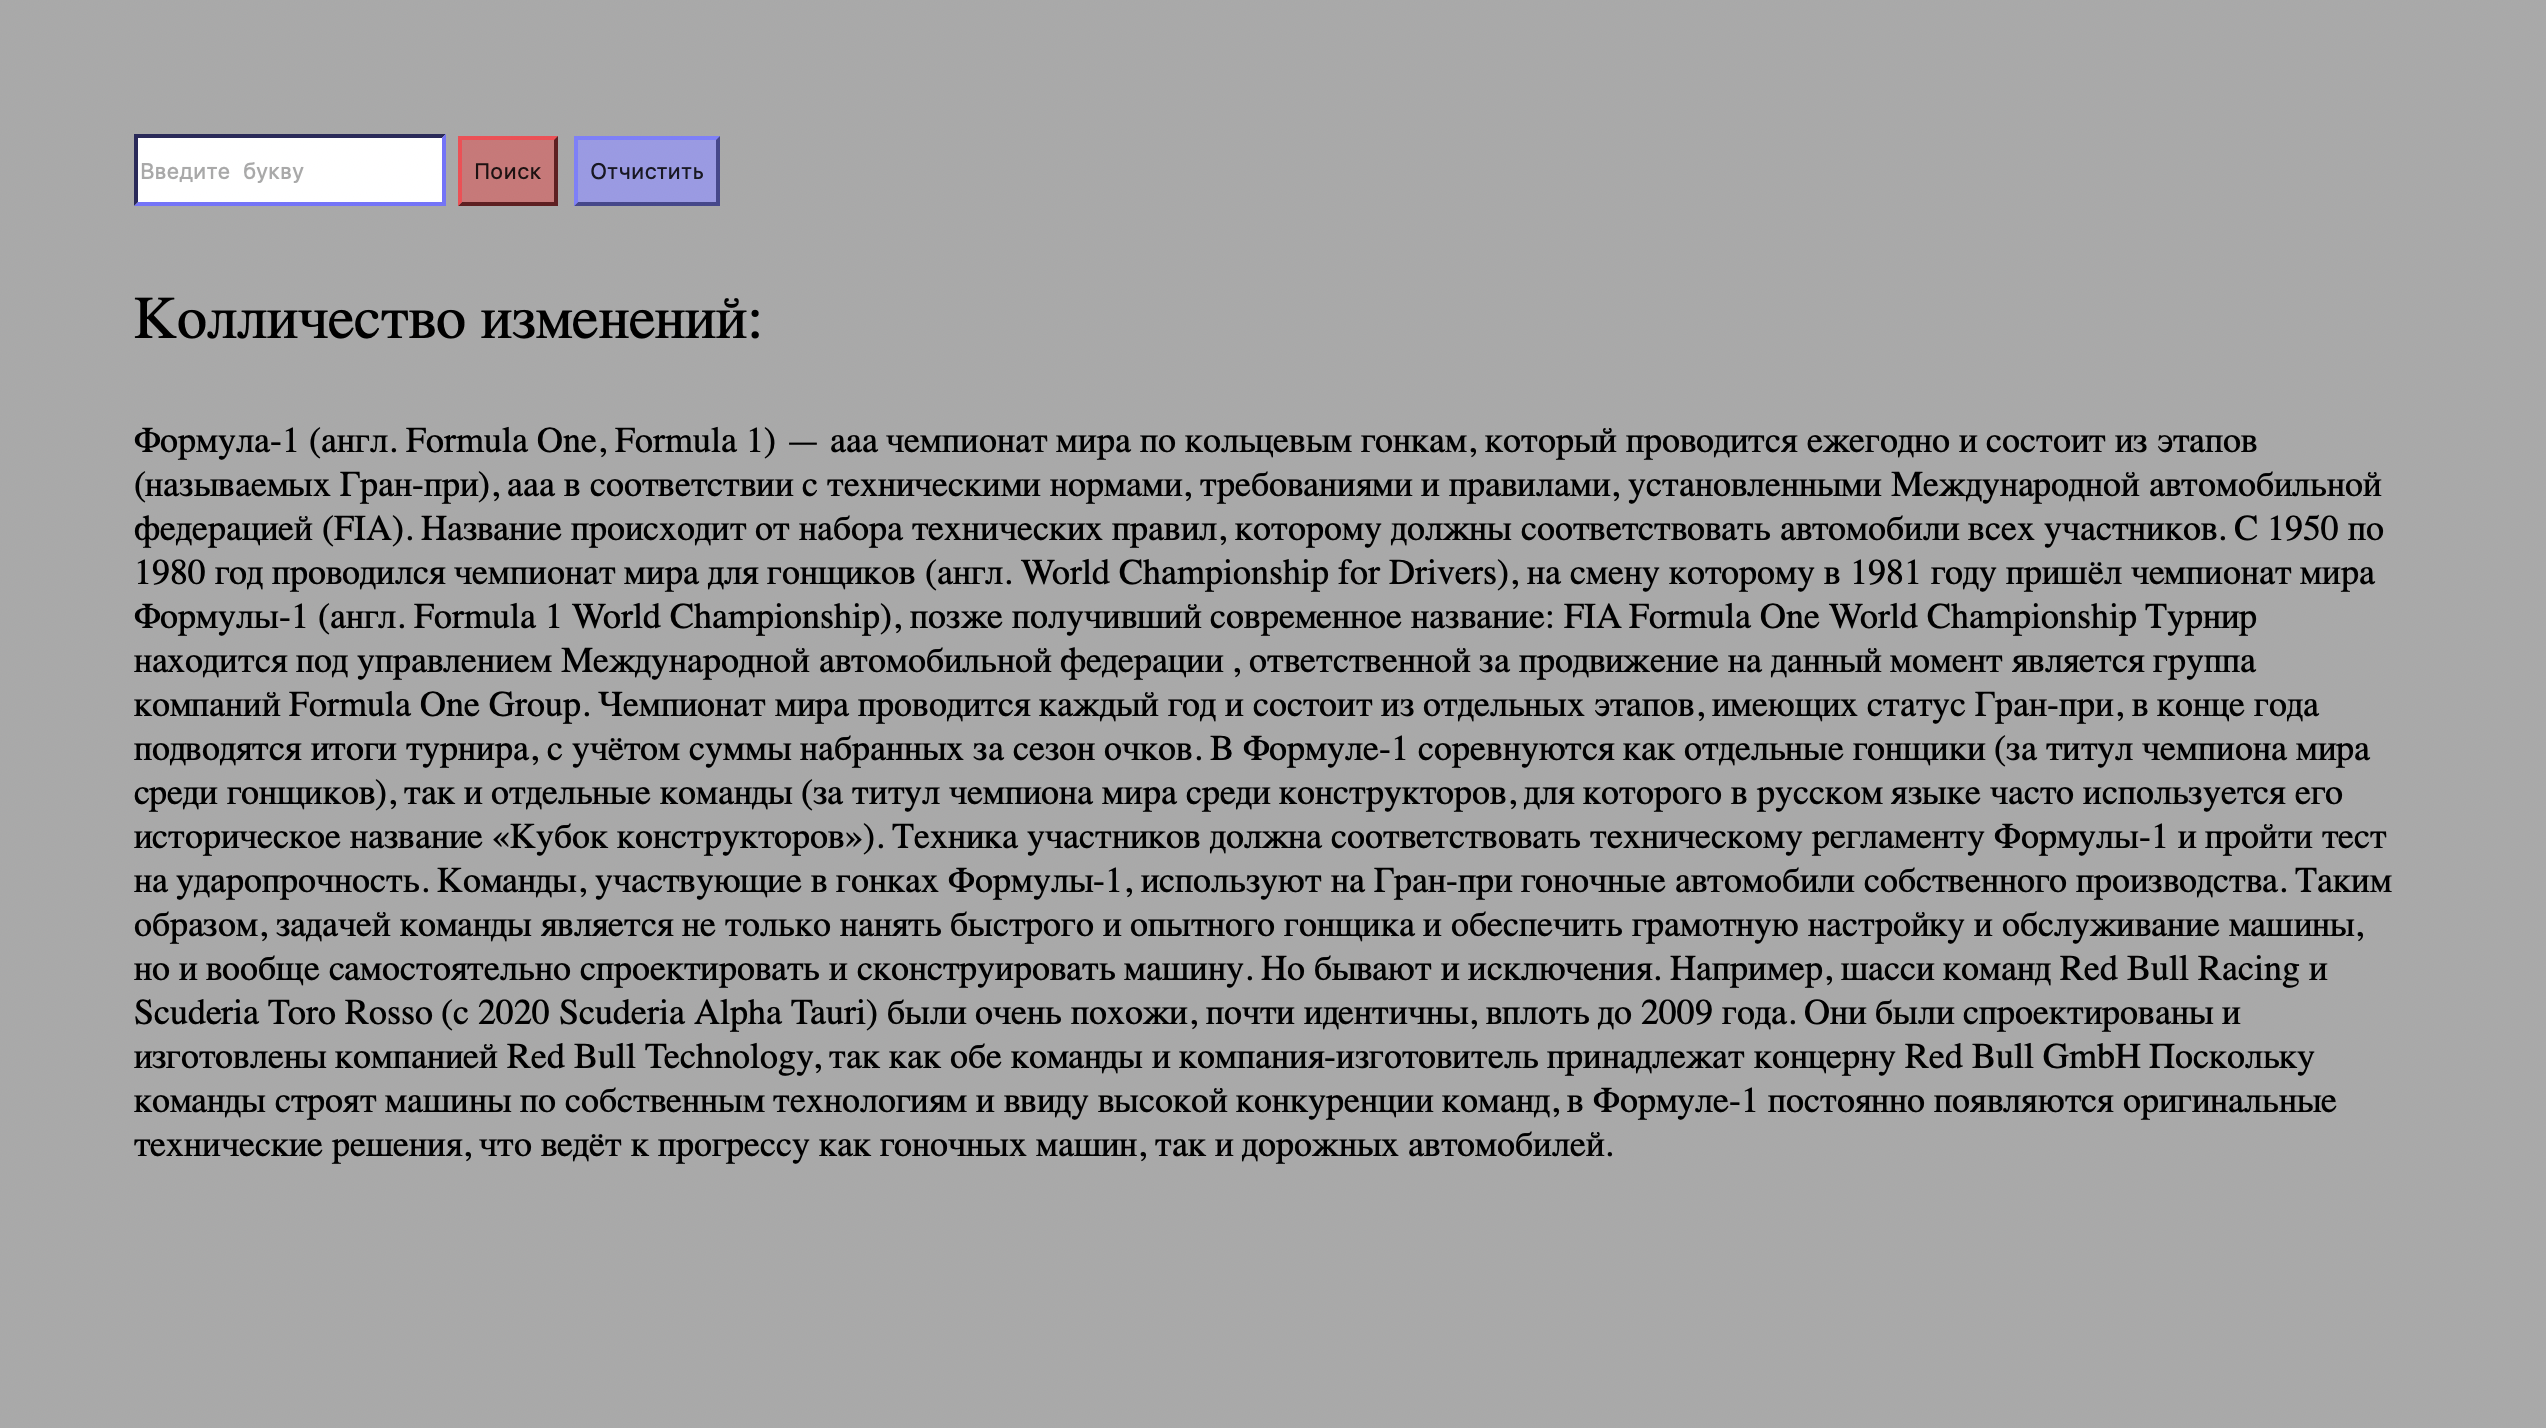 Введите букву
Поиск
Отчистить
Колличество изменений:
Формула-1 (англ. Formula One, Formula 1) — ааа чемпионат мира по кольцевым гонкам, который проводится ежегодно и состоит из этапов
(называемых Гран-при), ааа в соответствии с техническими нормами, требованиями и правилами, установленными Международной автомобильной
федерацией (FIA). Название происходит от набора технических правил, которому должны соответствовать автомобили всех участников. С 1950 по
1980 год проводился чемпионат мира для гонщиков (англ. World Championship for Drivers), на смену которому в 1981 году пришёл чемпионат мира
Формулы-1 (англ. Formula 1 World Championship), позже получивший современное название: FIA Formula One World Championship Турнир
находится под управлением Международной автомобильной федерации , ответственной за продвижение на данный момент является группа
компаний Formula One Group. Чемпионат мира проводится каждый год и состоит из отдельных этапов, имеющих статус Гран-при, в конце года
подводятся итоги турнира, с учётом суммы набранных за сезон очков. В Формуле-1 соревнуются как отдельные гонщики (за титул чемпиона мира
среди гонщиков), так и отдельные команды (за титул чемпиона мира среди конструкторов, для которого в русском языке часто используется его
историческое название «Кубок конструкторов»). Техника участников должна соответствовать техническому регламенту Формулы-1 и пройти тест
на ударопрочность. Команды, участвующие в гонках Формулы-1, используют на Гран-при гоночные автомобили собственного производства. Таким
образом, задачей команды является не только нанять быстрого и опытного гонщика и обеспечить грамотную настройку и обслуживание машины,
но и вообще самостоятельно спроектировать и сконструировать машину. Но бывают и исключения. Например, шасси команд Red Bull Racing и
Scuderia Toro Rosso (с 2020 Scuderia Alpha Tauri) были очень похожи, почти идентичны, вплоть до 2009 года. Они были спроектированы и
изготовлены компанией Red Bull Technology, так как обе команды и компания-изготовитель принадлежат концерну Red Bull GmbH Поскольку
команды строят машины по собственным технологиям и ввиду высокой конкуренции команд, в Формуле-1 постоянно появляются оригинальные
технические решения, что ведёт к прогрессу как гоночных машин, так и дорожных автомобилей.